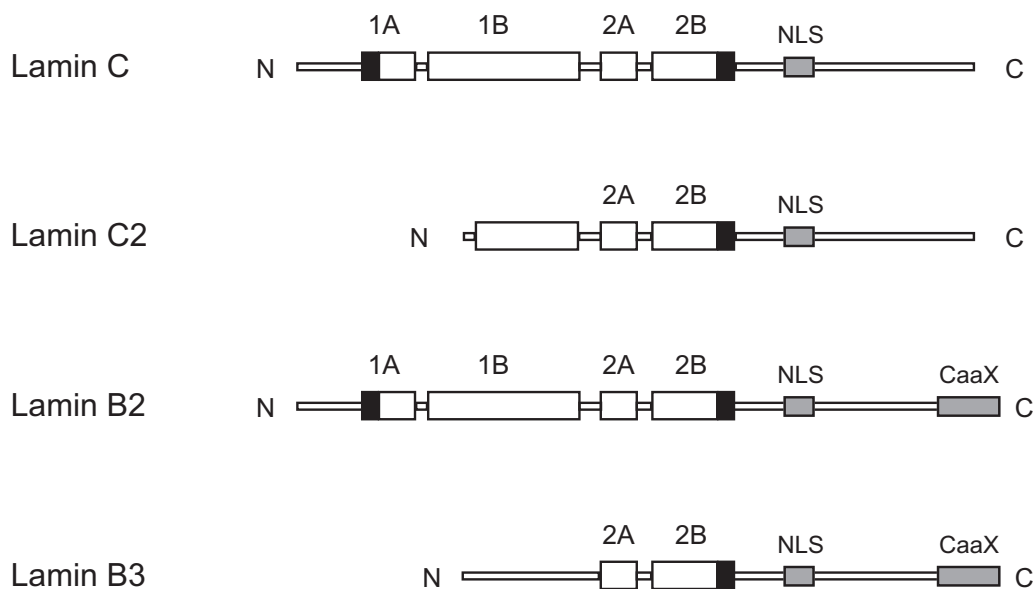 1A 1B 2A 2B NLS
Lamin C N C
2A 2B NLS
Lamin C2 N C
1A 1B 2A 2B NLS CaaX
Lamin B2 N C
2A 2B NLS CaaX
Lamin B3 N C